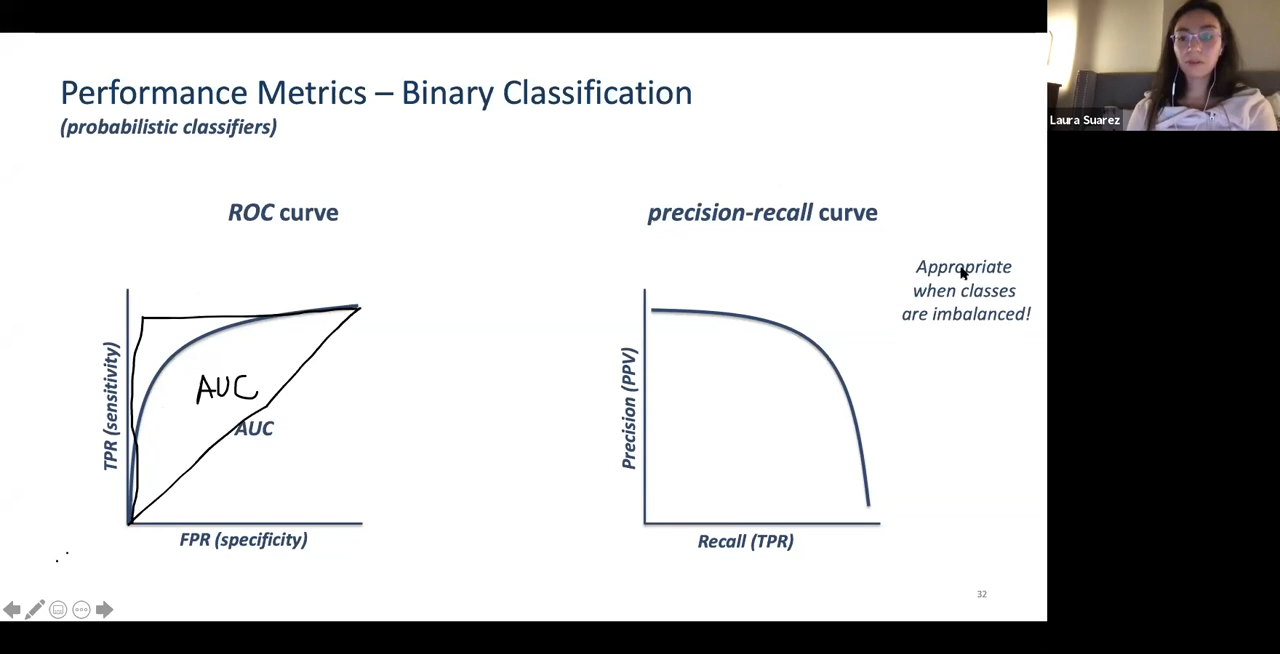 Performance Metrics – Binary Classification
(probabilistic classifiers)
Laura Suarez
ROC curve
precision-recall curve
Appropriate
when classes
are imbalanced!
TPR (sensitivity)
AUC
AUC
FPR (specificity)
Precision (PPV)
Recall (TPR)
32